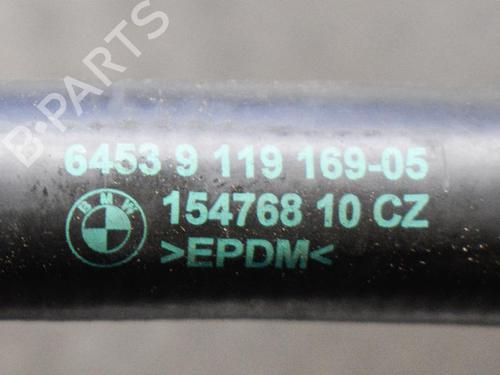 B-PARTS
6453 9 119 169-05
BMW
154768 10 CZ
>EPDM<